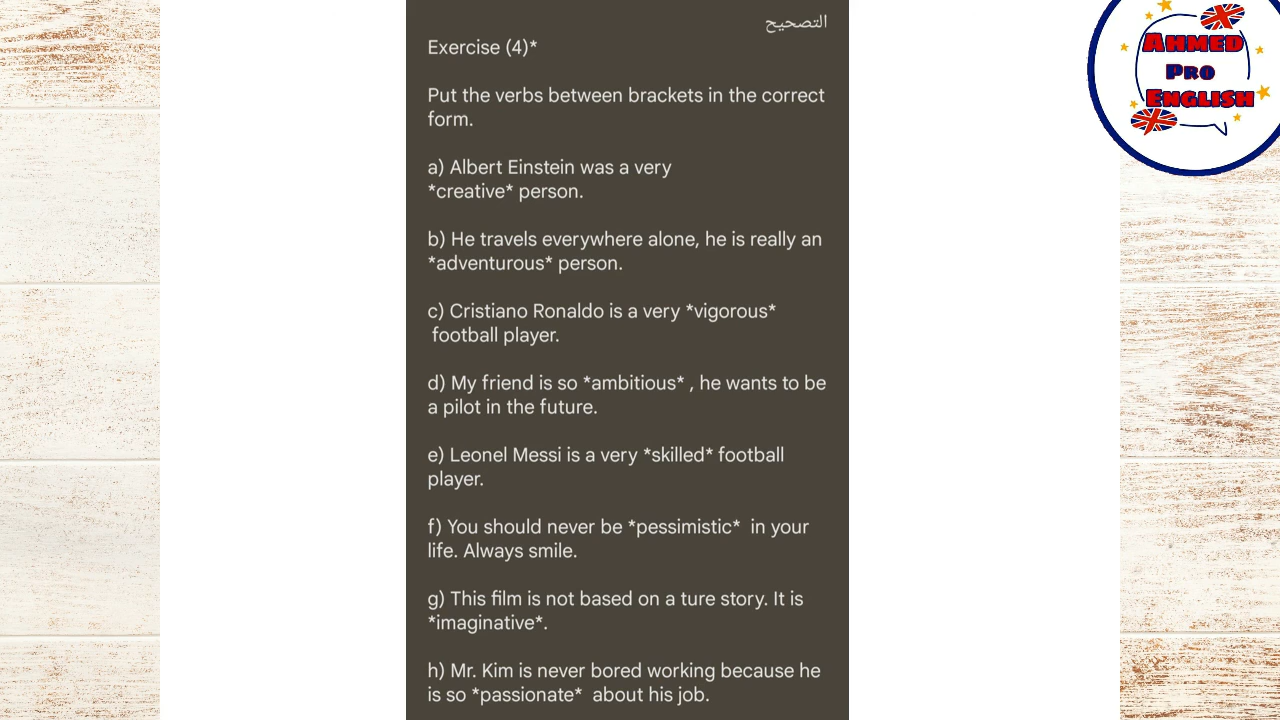 التصحيح
Exercise (4)*
Put the verbs between brackets in the correct
form.
a) Albert Einstein was a very
*creative* person.
b) He travels everywhere alone, he is really an
*adventurous* person.
c) Cristiano Ronaldo is a very *vigorous*
football player.
d) My friend is so *ambitious* , he wants to be
a pilot in the future.
e) Leonel Messi is a very *skilled* football
player.
f) You should never be *pessimistic*  in your
life. Always smile.
g) This film is not based on a ture story. It is
*imaginative*.
h) Mr. Kim is never bored working because he
is so *passionate*  about his job.
AHMED
PRO
ENGLISH